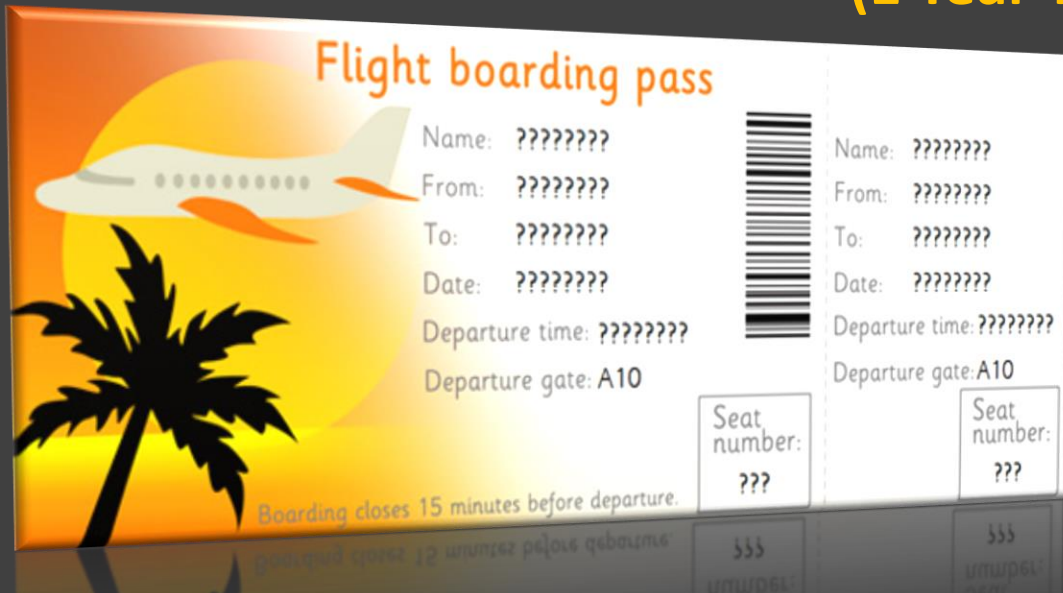 Flight boarding pass
Name: ????????
From: ????????
To: ????????
Date: ????????
Departure time: ????????
Departure gate: A10
Seat
number:
???
Boarding closes 15 minutes before departure.
Name: ????????
From: ????????
To: ????????
Date: ????????
Departure time: ????????
Departure gate: A10
Seat
number:
???